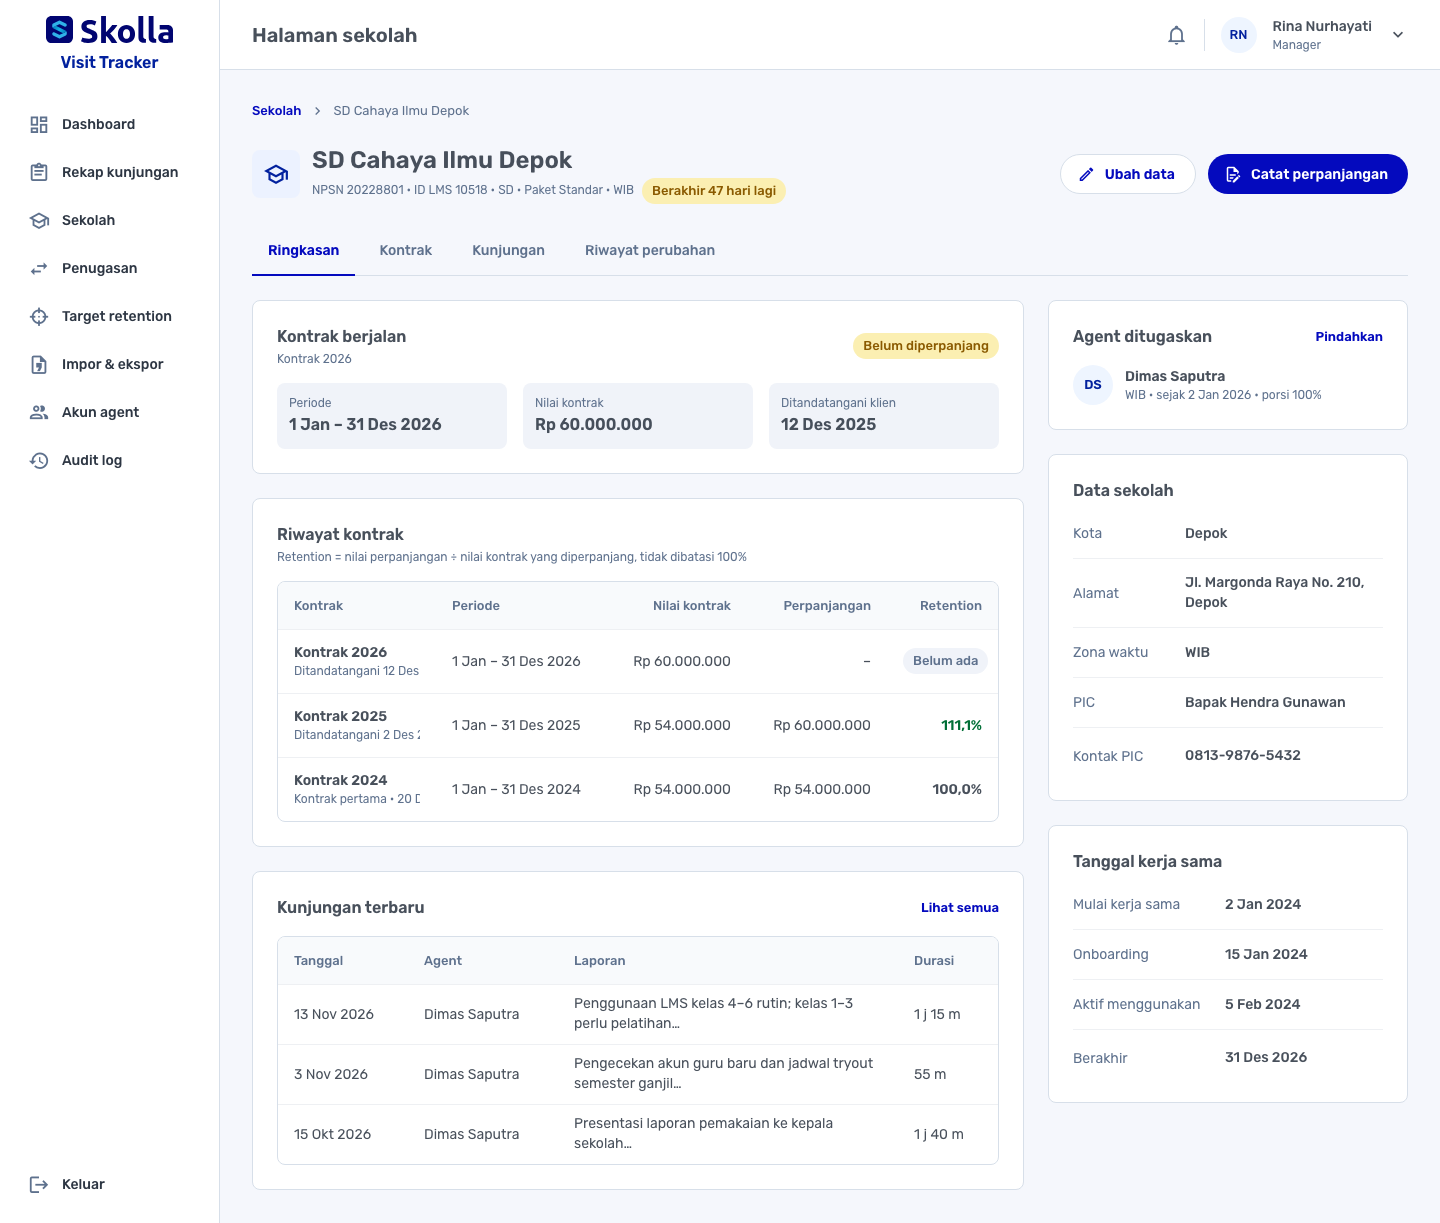 Skolla
Visit Tracker
Dashboard
Rekap kunjungan
Sekolah
Penugasan
Target retention
Impor & ekspor
Akun agent
Audit log
Keluar
Halaman sekolah
RN
Rina Nurhayati
Manager
Sekolah > SD Cahaya Ilmu Depok
SD Cahaya Ilmu Depok
NPSN 20228801 • ID LMS 10518 • SD • Paket Standar • WIB
Berakhir 47 hari lagi
Ubah data
Catat perpanjangan
Ringkasan Kontrak Kunjungan Riwayat perubahan
Kontrak berjalan
Kontrak 2026
Belum diperpanjang
Periode
1 Jan – 31 Des 2026
Nilai kontrak
Rp 60.000.000
Ditandatangani klien
12 Des 2025
Riwayat kontrak
Retention = nilai perpanjangan ÷ nilai kontrak yang diperpanjang, tidak dibatasi 100%
Kontrak Periode Nilai kontrak Perpanjangan Retention
Kontrak 2026
Ditandatangani 12 Des
1 Jan – 31 Des 2026 Rp 60.000.000 – Belum ada
Kontrak 2025
Ditandatangani 2 Des
1 Jan – 31 Des 2025 Rp 54.000.000 Rp 60.000.000 111,1%
Kontrak 2024
Kontrak pertama • 20
1 Jan – 31 Des 2024 Rp 54.000.000 Rp 54.000.000 100,0%
Kunjungan terbaru
Lihat semua
Tanggal Agent Laporan Durasi
13 Nov 2026 Dimas Saputra
Penggunaan LMS kelas 4–6 rutin; kelas 1–3
perlu pelatihan…
1 j 15 m
3 Nov 2026 Dimas Saputra
Pengecekan akun guru baru dan jadwal tryout
semester ganjil…
55 m
15 Okt 2026 Dimas Saputra
Presentasi laporan pemakaian ke kepala
sekolah…
1 j 40 m
Agent ditugaskan
Pindahkan
DS
Dimas Saputra
WIB • sejak 2 Jan 2026 • porsi 100%
Data sekolah
Kota Depok
Alamat
Jl. Margonda Raya No. 210,
Depok
Zona waktu WIB
PIC Bapak Hendra Gunawan
Kontak PIC 0813-9876-5432
Tanggal kerja sama
Mulai kerja sama 2 Jan 2024
Onboarding 15 Jan 2024
Aktif menggunakan 5 Feb 2024
Berakhir 31 Des 2026